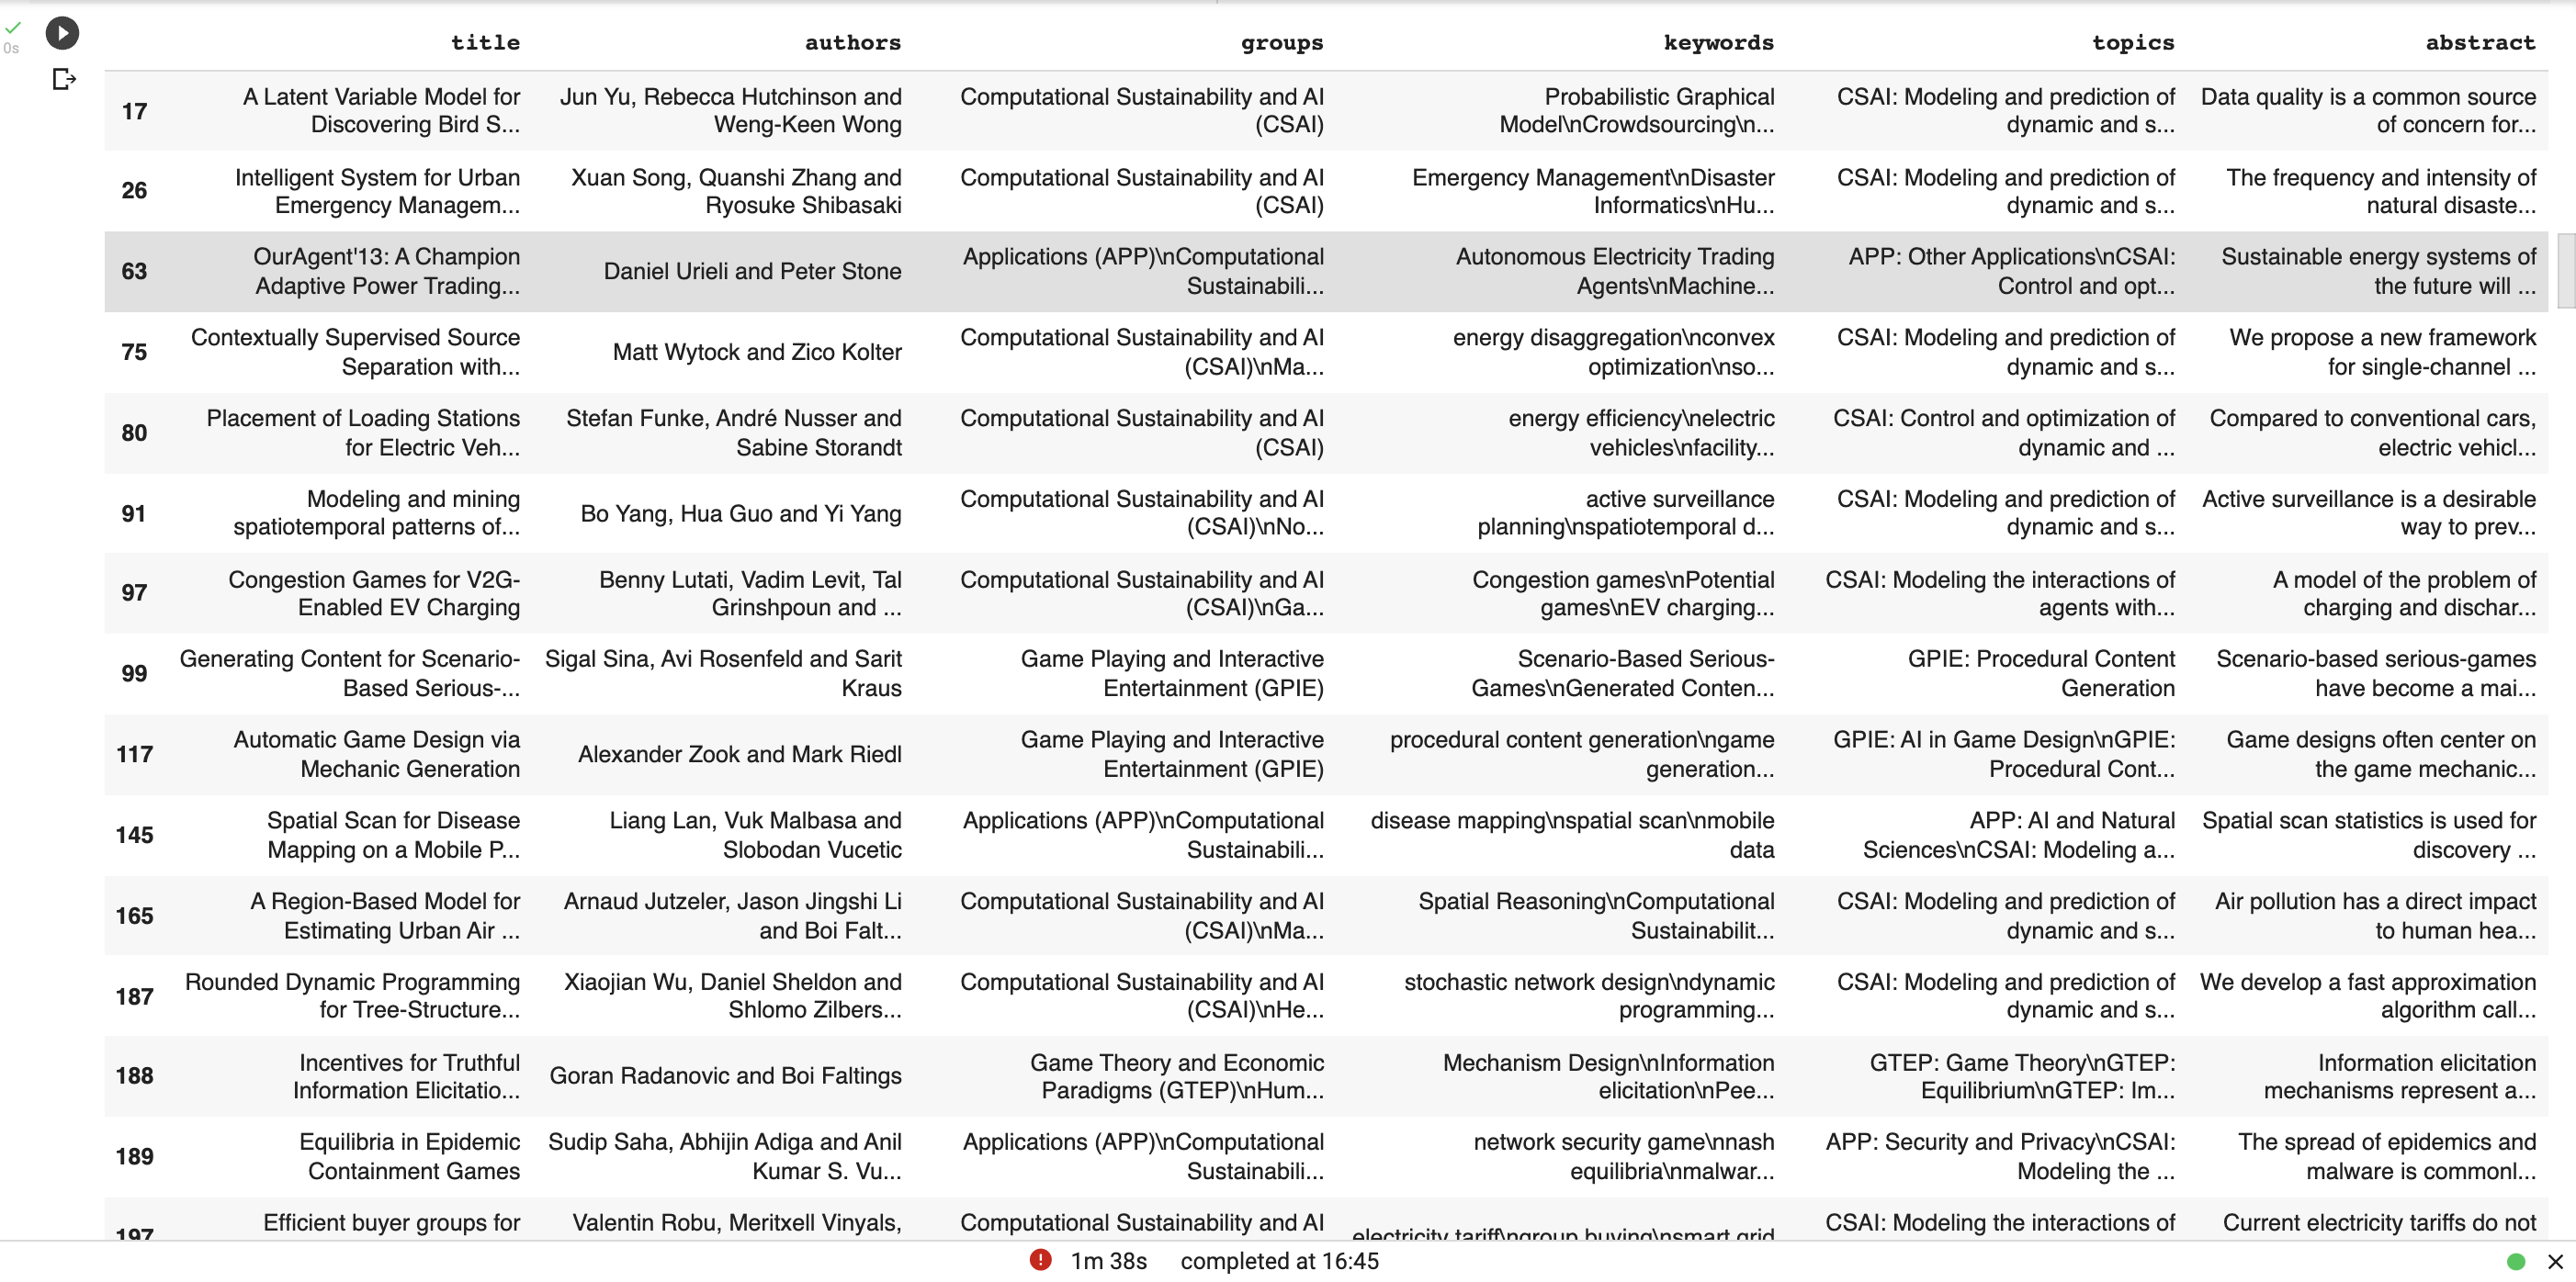 0s
title authors groups keywords topics abstract
17 A Latent Variable Model for Discovering Bird S... Jun Yu, Rebecca Hutchinson and Weng-Keen Wong Computational Sustainability and AI (CSAI) Probabilistic Graphical Model\nCrowdsourcing\n... CSAI: Modeling and prediction of dynamic and s... Data quality is a common source of concern for...
26 Intelligent System for Urban Emergency Managem... Xuan Song, Quanshi Zhang and Ryosuke Shibasaki Computational Sustainability and AI (CSAI) Emergency Management\nDisaster Informatics\nHu... CSAI: Modeling and prediction of dynamic and s... The frequency and intensity of natural disaste...
63 OurAgent'13: A Champion Adaptive Power Trading... Daniel Urieli and Peter Stone Applications (APP)\nComputational Sustainabili... Autonomous Electricity Trading Agents\nMachine... APP: Other Applications\nCSAI: Control and opt... Sustainable energy systems of the future will ...
75 Contextually Supervised Source Separation with... Matt Wytock and Zico Kolter Computational Sustainability and AI (CSAI)\nMa... energy disaggregation\nconvex optimization\nso... CSAI: Modeling and prediction of dynamic and s... We propose a new framework for single-channel ...
80 Placement of Loading Stations for Electric Veh... Stefan Funke, André Nusser and Sabine Storandt Computational Sustainability and AI (CSAI) energy efficiency\nelectric vehicles\nfacility... CSAI: Control and optimization of dynamic and ... Compared to conventional cars, electric vehicl...
91 Modeling and mining spatiotemporal patterns of... Bo Yang, Hua Guo and Yi Yang Computational Sustainability and AI (CSAI)\nNo... active surveillance planning\nspatiotemporal d... CSAI: Modeling and prediction of dynamic and s... Active surveillance is a desirable way to prev...
97 Congestion Games for V2G-Enabled EV Charging Benny Lutati, Vadim Levit, Tal Grinshpoun and ... Computational Sustainability and AI (CSAI)\nGa... Congestion games\nPotential games\nEV charging... CSAI: Modeling the interactions of agents with... A model of the problem of charging and dischar...
99 Generating Content for Scenario-Based Serious-... Sigal Sina, Avi Rosenfeld and Sarit Kraus Game Playing and Interactive Entertainment (GPIE) Scenario-Based Serious-Games\nGenerated Conten... GPIE: Procedural Content Generation Scenario-based serious-games have become a mai...
117 Automatic Game Design via Mechanic Generation Alexander Zook and Mark Riedl Game Playing and Interactive Entertainment (GPIE) procedural content generation\ngame generation... GPIE: AI in Game Design\nGPIE: Procedural Cont... Game designs often center on the game mechanic...
145 Spatial Scan for Disease Mapping on a Mobile P... Liang Lan, Vuk Malbasa and Slobodan Vucetic Applications (APP)\nComputational Sustainabili... disease mapping\nspatial scan\nmobile data APP: AI and Natural Sciences\nCSAI: Modeling a... Spatial scan statistics is used for discovery ...
165 A Region-Based Model for Estimating Urban Air ... Arnaud Jutzeler, Jason Jingshi Li and Boi Falt... Computational Sustainability and AI (CSAI)\nMa... Spatial Reasoning\nComputational Sustainabilit... CSAI: Modeling and prediction of dynamic and s... Air pollution has a direct impact to human hea...
187 Rounded Dynamic Programming for Tree-Structure... Xiaojian Wu, Daniel Sheldon and Shlomo Zilbers... Computational Sustainability and AI (CSAI)\nHe... stochastic network design\ndynamic programming... CSAI: Modeling and prediction of dynamic and s... We develop a fast approximation algorithm call...
188 Incentives for Truthful Information Elicitatio... Goran Radanovic and Boi Faltings Game Theory and Economic Paradigms (GTEP)\nHum... Mechanism Design\nInformation elicitation\nPee... GTEP: Game Theory\nGTEP: Equilibrium\nGTEP: Im... Information elicitation mechanisms represent a...
189 Equilibria in Epidemic Containment Games Sudip Saha, Abhijin Adiga and Anil Kumar S. Vu... Applications (APP)\nComputational Sustainabili... network security game\nnash equilibria\nmalwar... APP: Security and Privacy\nCSAI: Modeling the ... The spread of epidemics and malware is commonl...
197 Efficient buyer groups for Valentin Robu, Meritxell Vinyals, Computational Sustainability and AI electricity tariff\ngroup buying\nsmart grid CSAI: Modeling the interactions of Current electricity tariffs do not
1m 38s completed at 16:45